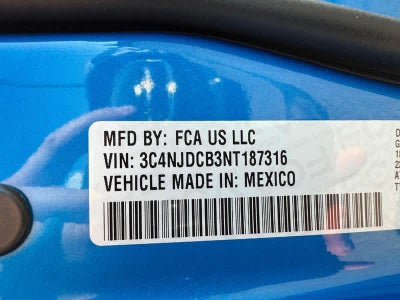 MFD BY: FCA US LLC
VIN: 3C4NJDCB3NT187316
VEHICLE MADE IN: MEXICO